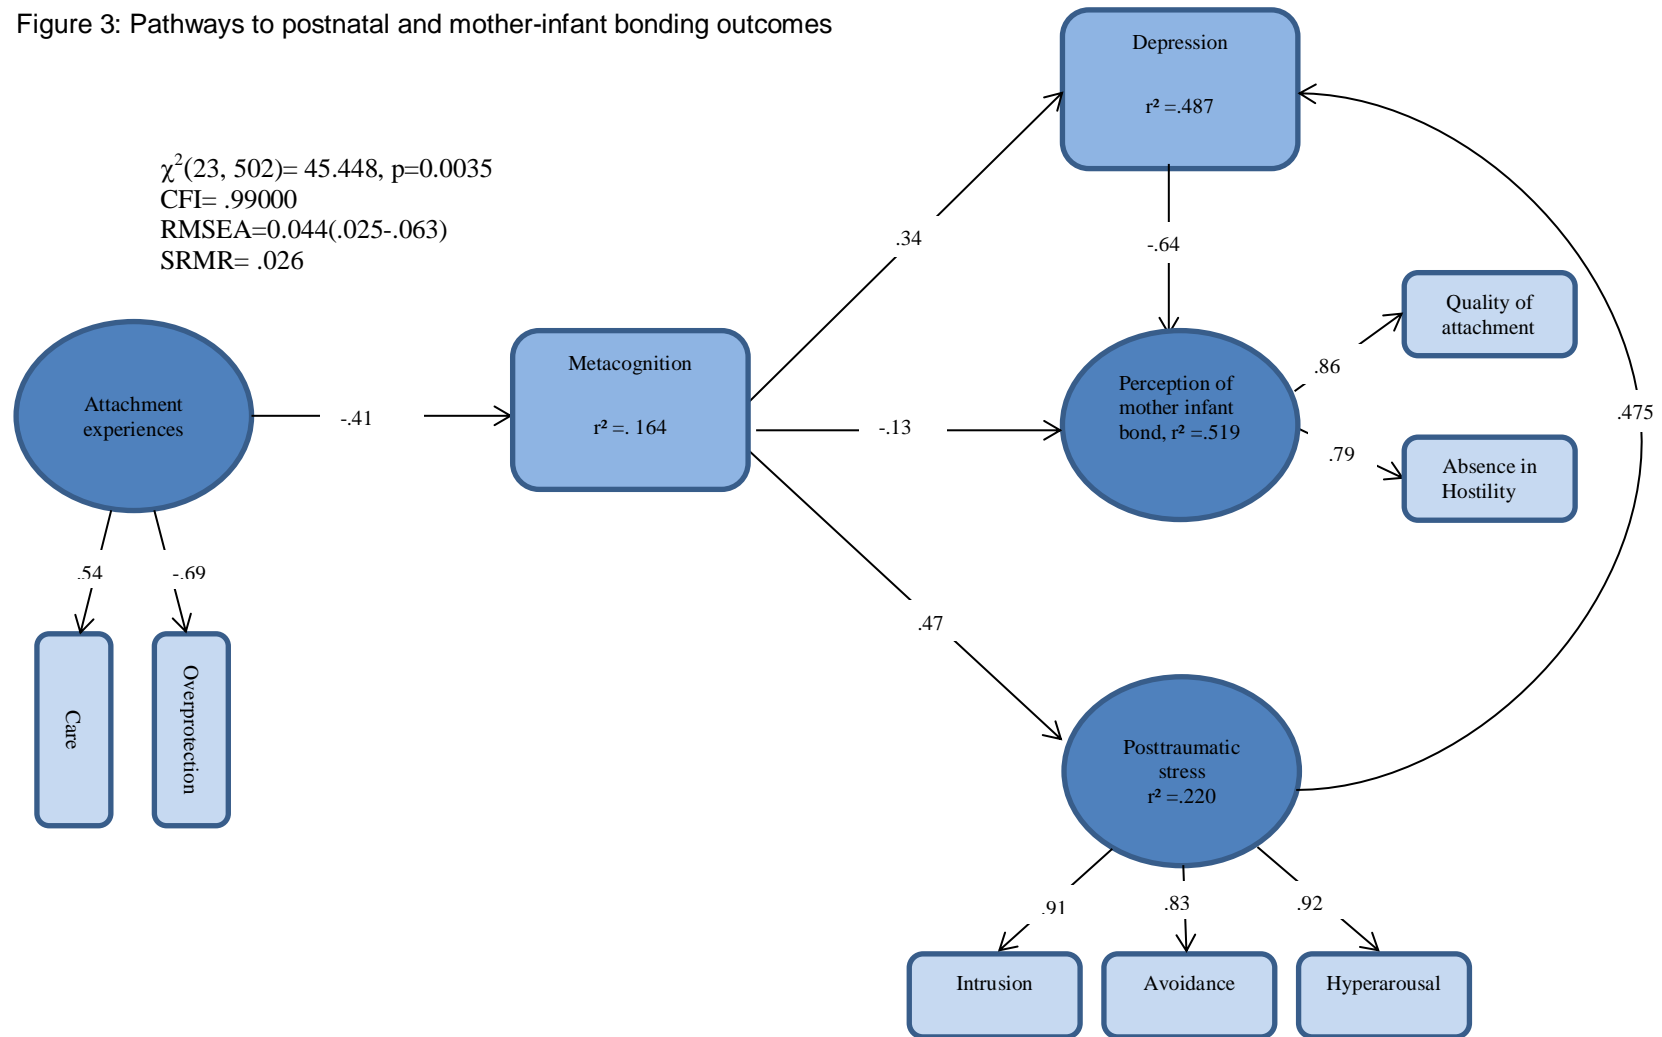 Figure 3: Pathways to postnatal and mother-infant bonding outcomes
χ²(23, 502)= 45.448, p=0.0035
CFI= .99000
RMSEA=0.044(.025-.063)
SRMR= .026
Depression
r² =.487
.34
-.64
Quality of
attachment
.86
Metacognition
r² =. 164
Attachment
experiences
-.41
-.13
Perception of
mother infant
bond, r² =.519
.475
.79
Absence in
Hostility
.54
-.69
Care
Overprotection
.47
Posttraumatic
stress
r² =.220
.91
.83
.92
Intrusion
Avoidance
Hyperarousal